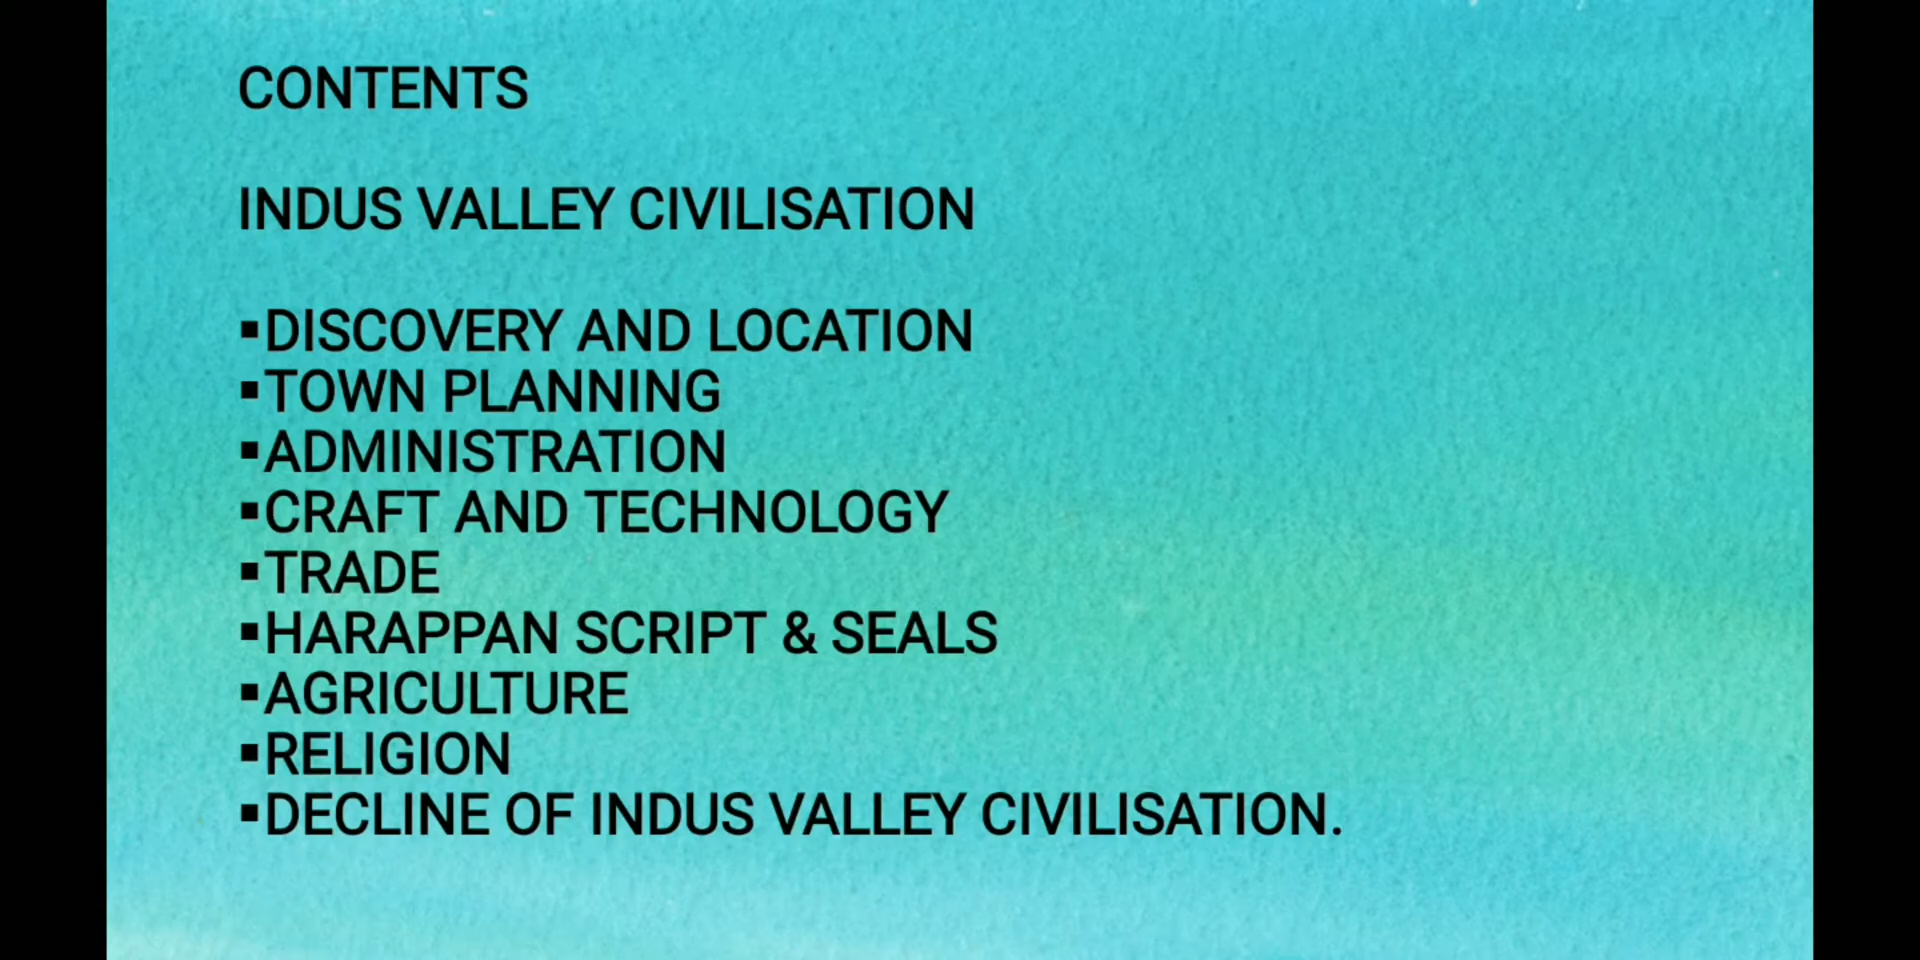 CONTENTS
INDUS VALLEY CIVILISATION
▪DISCOVERY AND LOCATION
▪TOWN PLANNING
▪ADMINISTRATION
▪CRAFT AND TECHNOLOGY
▪TRADE
▪HARAPPAN SCRIPT & SEALS
▪AGRICULTURE
▪RELIGION
▪DECLINE OF INDUS VALLEY CIVILISATION.